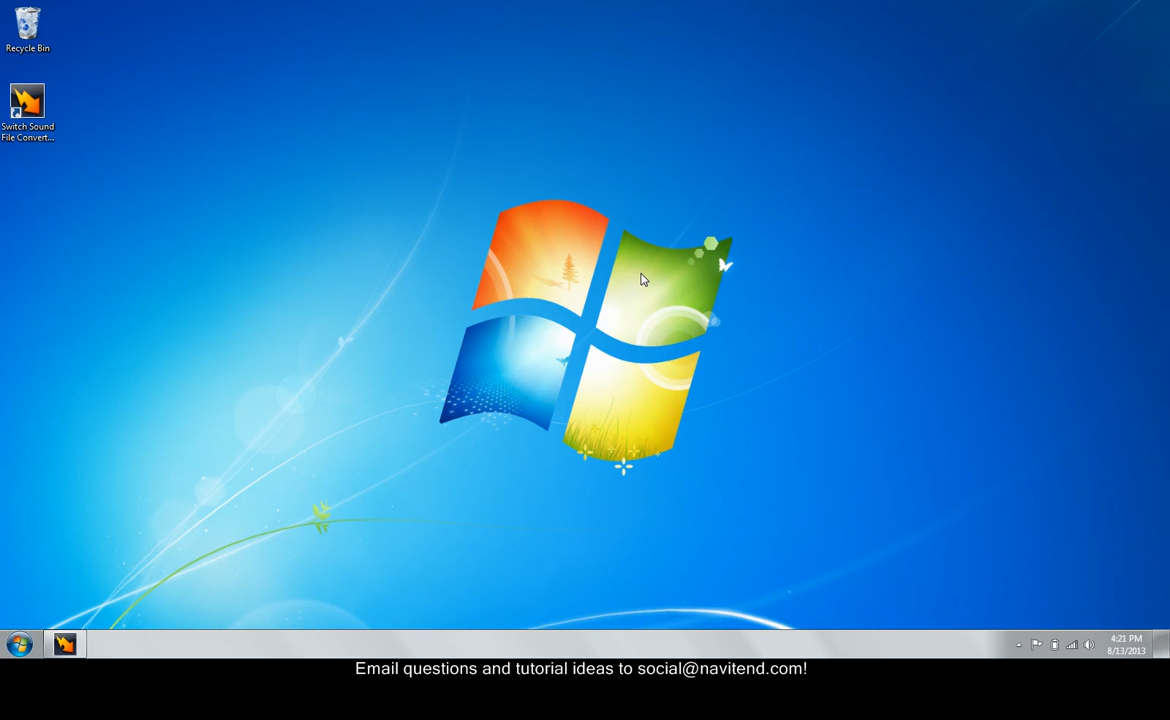 Recycle Bin
Switch Sound
File Convert...
4:21 PM
8/13/2013
Email questions and tutorial ideas to social@navitend.com!